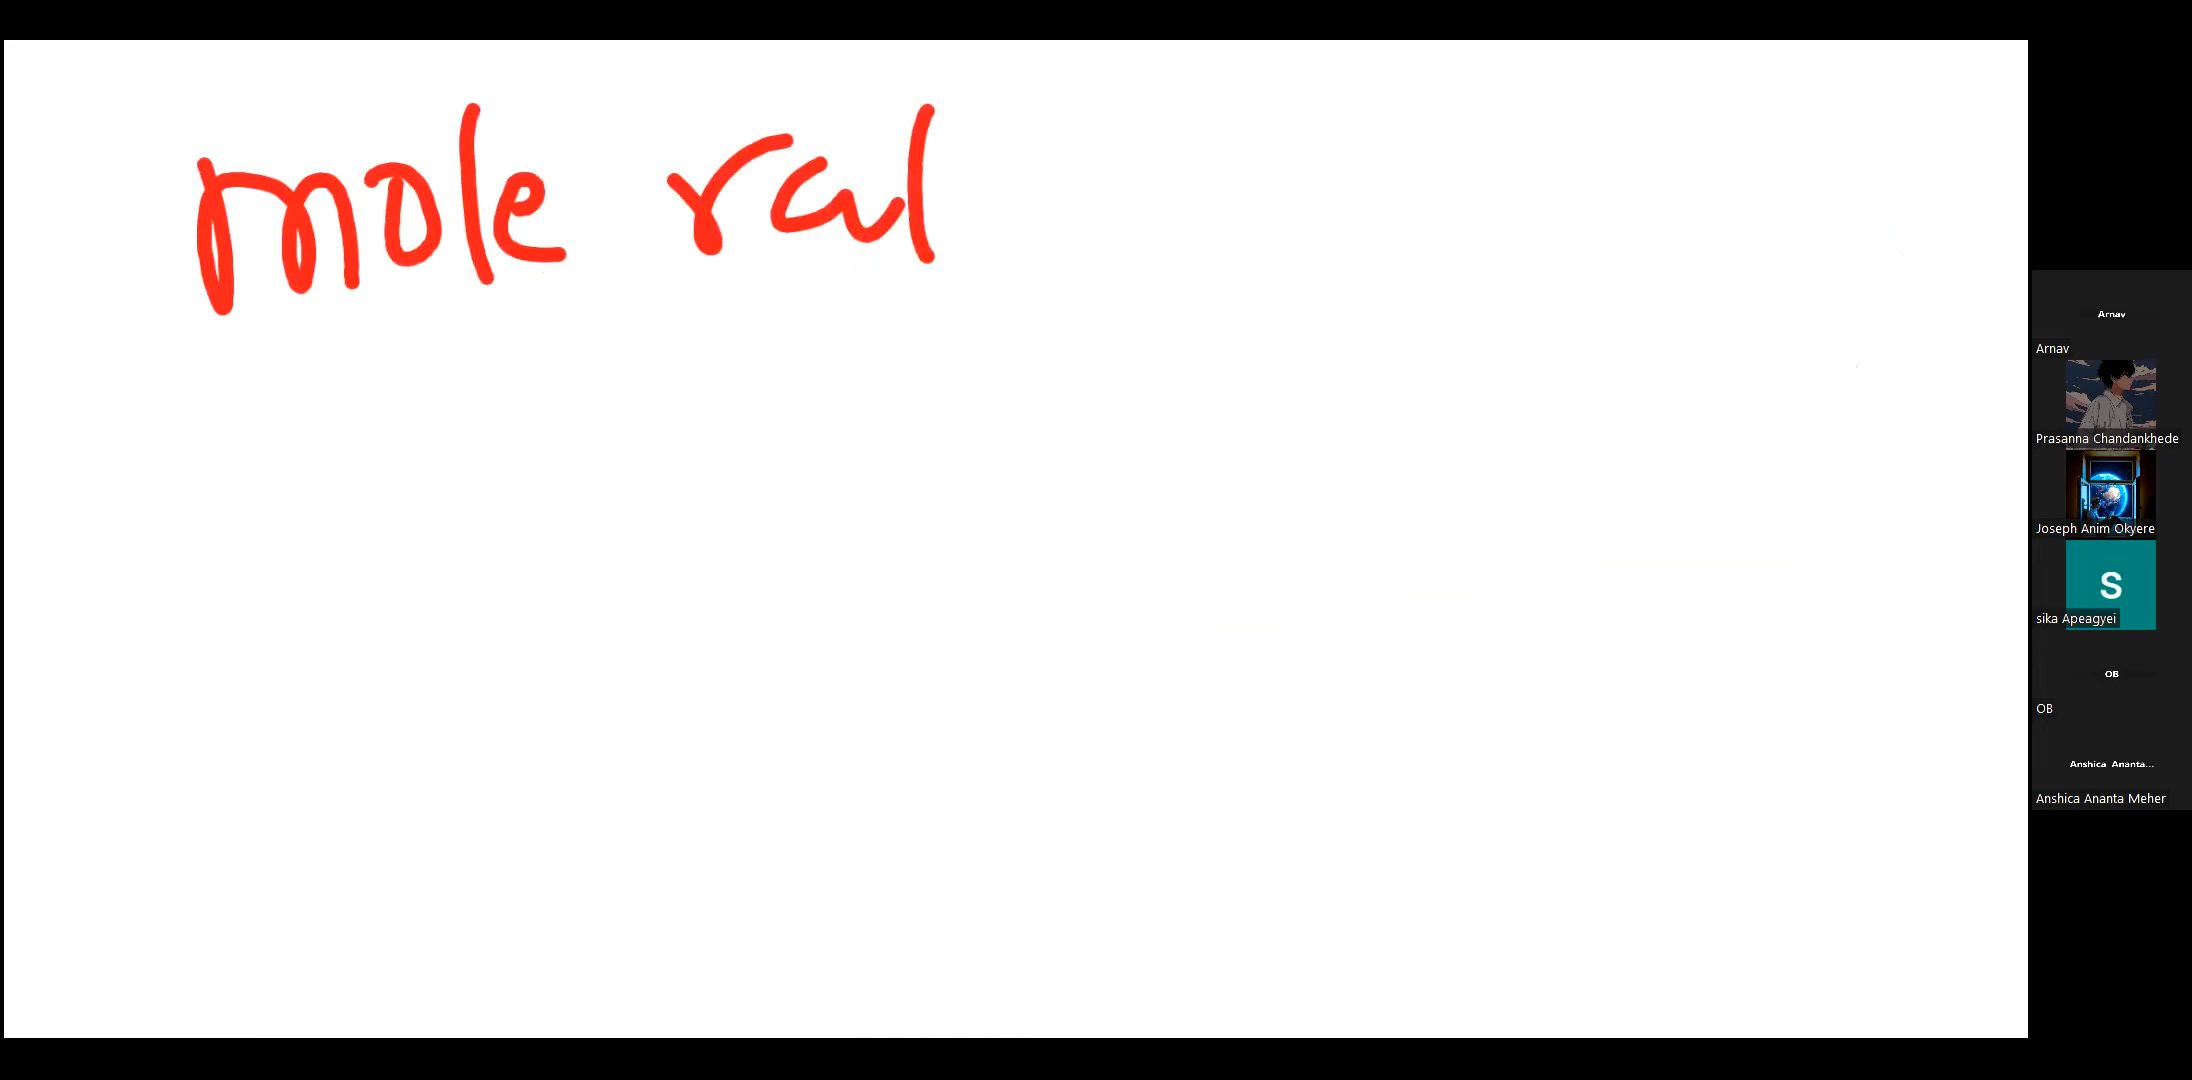 mole ral
Arnav
Arnav
Prasanna Chandankhede
Joseph Anim Okyere
S
sika Apeagyei
OB
OB
Anshica Ananta...
Anshica Ananta Meher